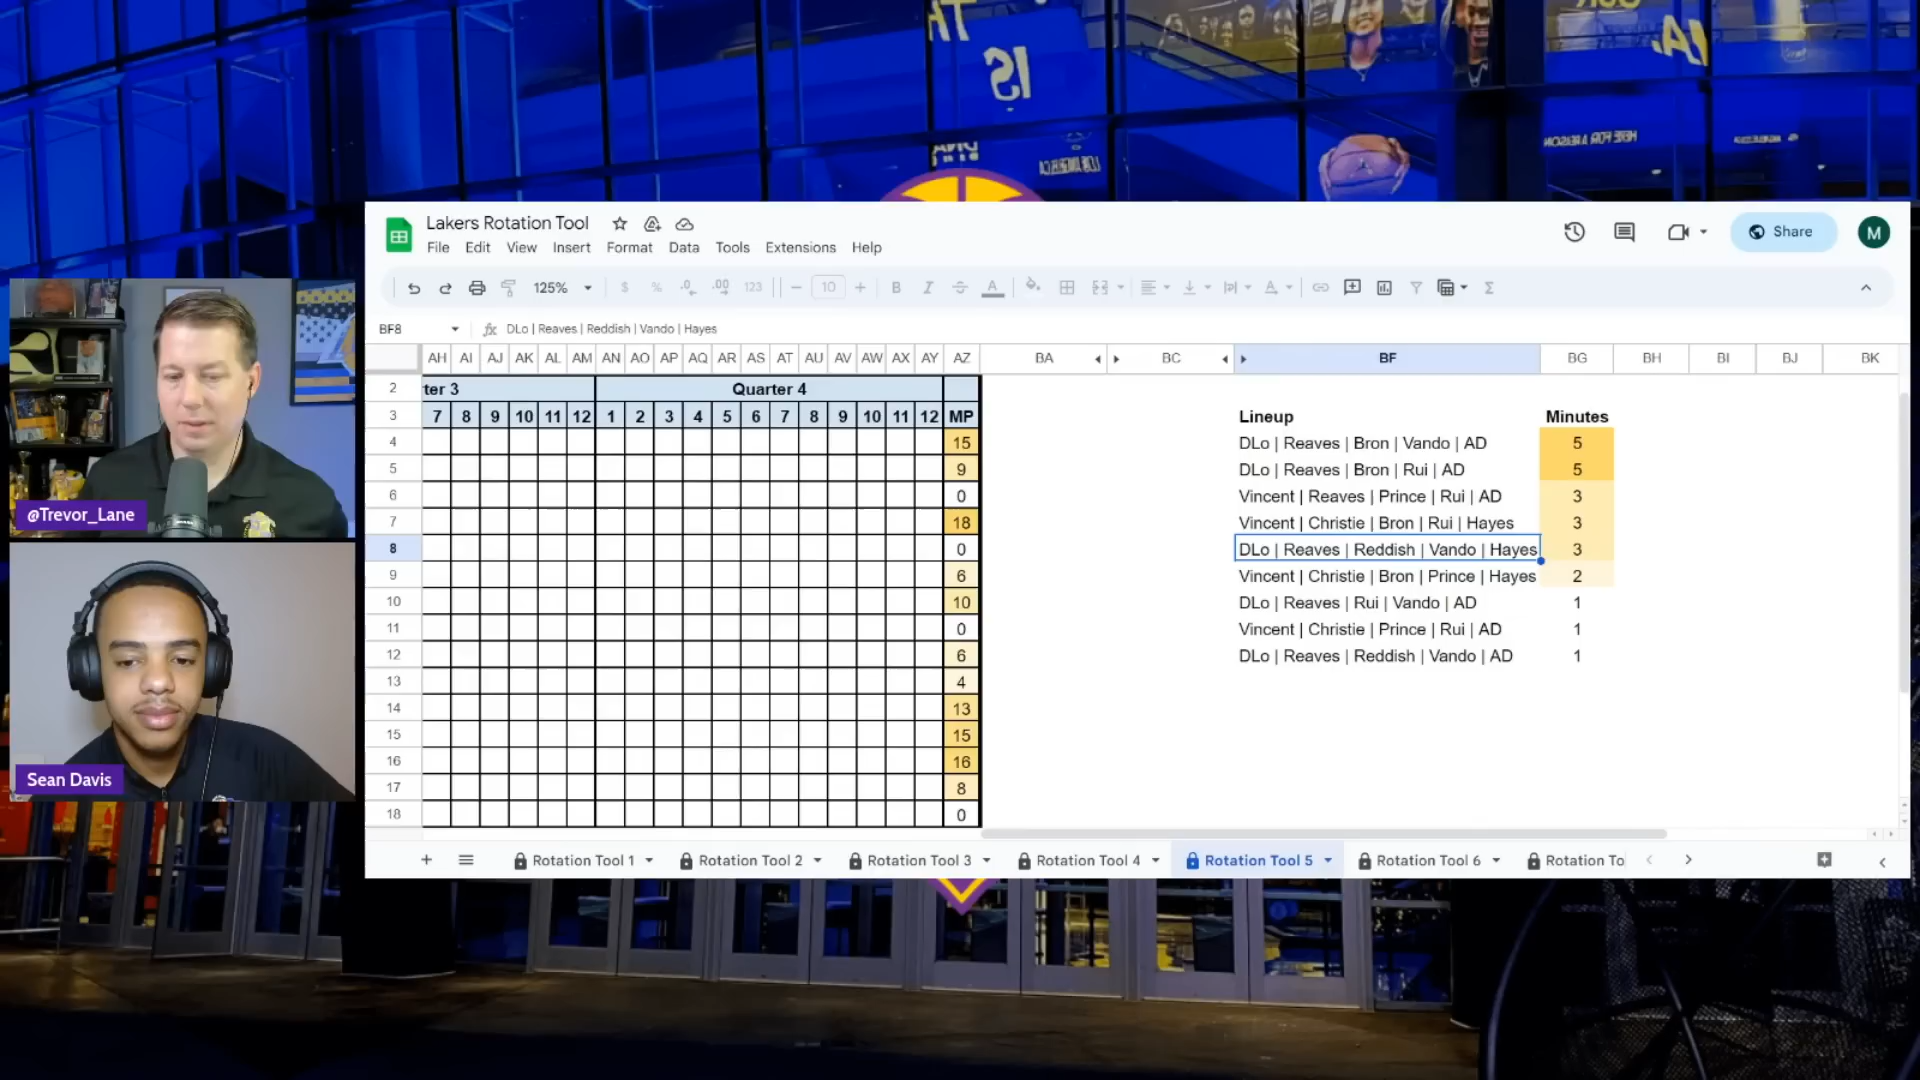 IS
DNA
HERE FOR A REASON
Lakers Rotation Tool
Share
M
File Edit View Insert Format Data Tools Extensions Help
125% $ % .0 .00 123 10 B I A
BF8 fx DLo | Reaves | Reddish | Vando | Hayes
AH AI AJ AK AL AM AN AO AP AQ AR AS AT AU AV AW AX AY AZ BA BC BF BG BH BI BJ BK
2 ter 3 Quarter 4
3 7 8 9 10 11 12 1 2 3 4 5 6 7 8 9 10 11 12 MP Lineup Minutes
4 15 DLo | Reaves | Bron | Vando | AD 5
5 9 DLo | Reaves | Bron | Rui | AD 5
6 0 Vincent | Reaves | Prince | Rui | AD 3
7 18 Vincent | Christie | Bron | Rui | Hayes 3
8 0 DLo | Reaves | Reddish | Vando | Hayes 3
9 6 Vincent | Christie | Bron | Prince | Hayes 2
10 10 DLo | Reaves | Rui | Vando | AD 1
11 0 Vincent | Christie | Prince | Rui | AD 1
12 6 DLo | Reaves | Reddish | Vando | AD 1
13 4
14 13
15 15
16 16
17 8
18 0
Rotation Tool 1 Rotation Tool 2 Rotation Tool 3 Rotation Tool 4 Rotation Tool 5 Rotation Tool 6 Rotation To
@Trevor_Lane
Sean Davis